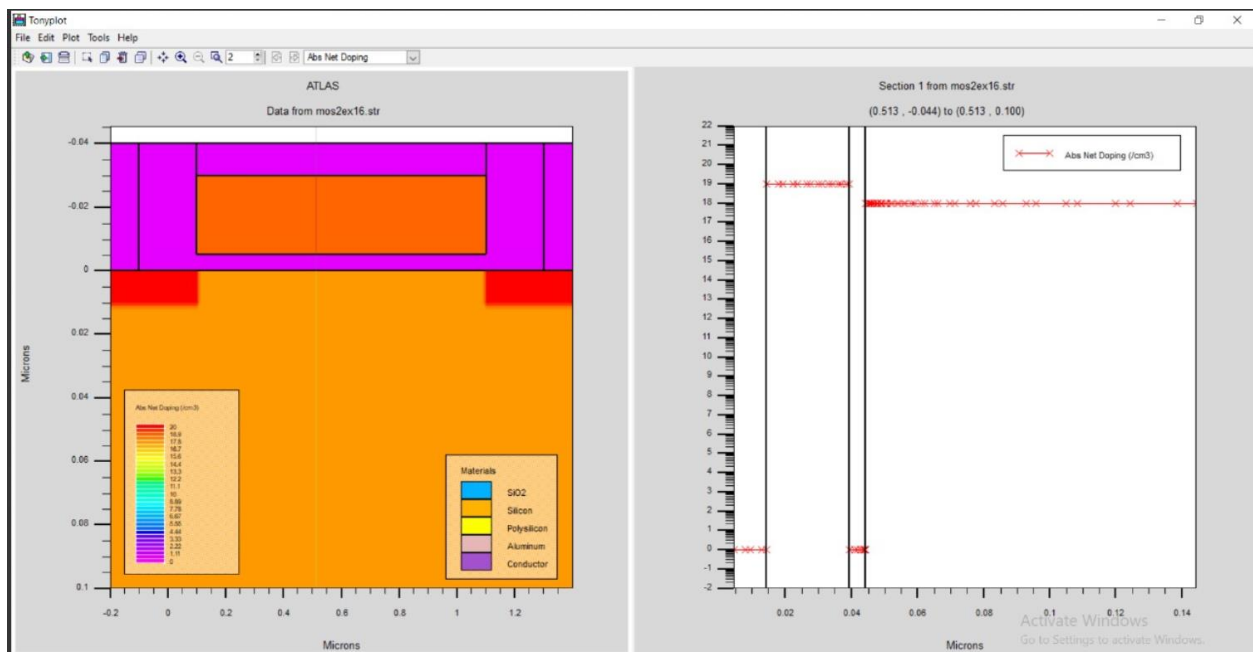 Tonyplot
File Edit Plot Tools Help
2 Abs Net Doping
ATLAS
Data from mos2ex16.str
-0.04
-0.02
0
0.02
0.04
0.06
0.08
0.1
Microns
-0.2 0 0.2 0.4 0.6 0.8 1 1.2
Microns
Abs Net Doping (/cm3)
20
18.9
17.8
16.7
15.6
14.4
13.3
12.2
11.1
10
8.89
7.78
6.67
5.56
4.44
3.33
2.22
1.11
0
Materials
SiO2
Silicon
Polysilicon
Aluminum
Conductor
Section 1 from mos2ex16.str
(0.513 , -0.044) to (0.513 , 0.100)
Abs Net Doping (/cm3)
22
21
20
19
18
17
16
15
14
13
12
11
10
9
8
7
6
5
4
3
2
1
0
-1
-2
0.02 0.04 0.06 0.08 0.1 0.12 0.14
Microns
Activate Windows
Go to Settings to activate Windows.